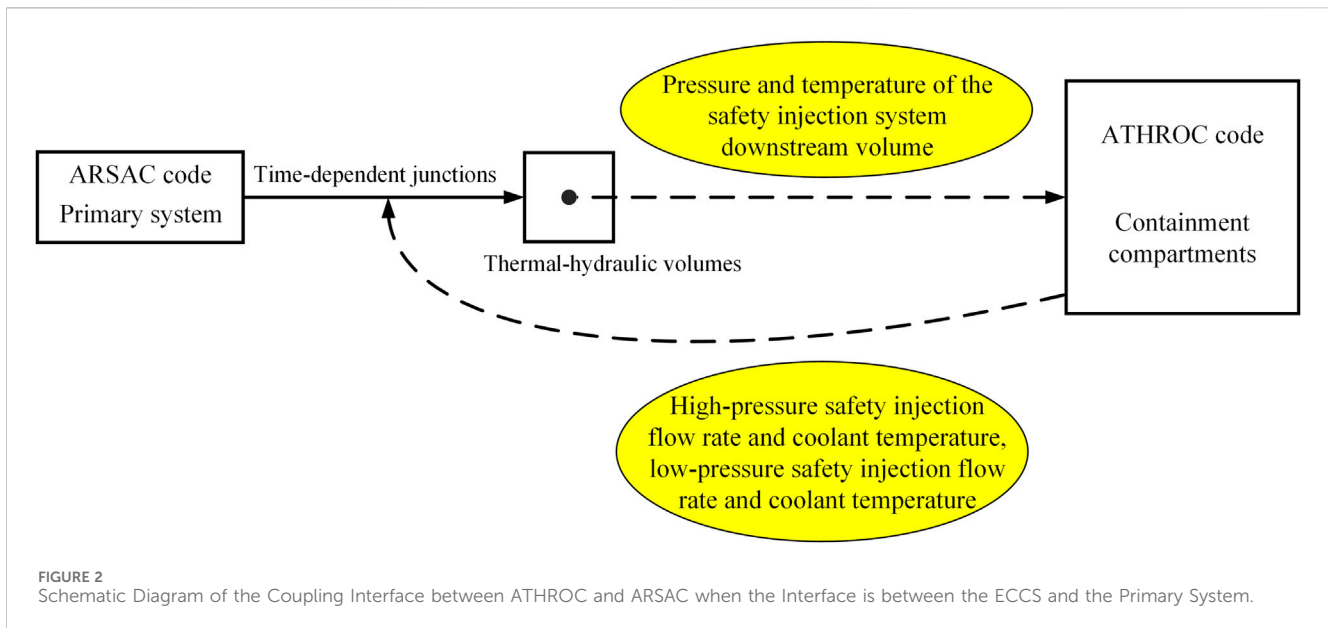 Pressure and temperature of the
safety injection system
downstream volume
ATHROC code
Containment
compartments
ARSAC code
Primary system
Time-dependent junctions
Thermal-hydraulic volumes
High-pressure safety injection
flow rate and coolant temperature,
low-pressure safety injection flow
rate and coolant temperature
FIGURE 2
Schematic Diagram of the Coupling Interface between ATHROC and ARSAC when the Interface is between the ECCS and the Primary System.